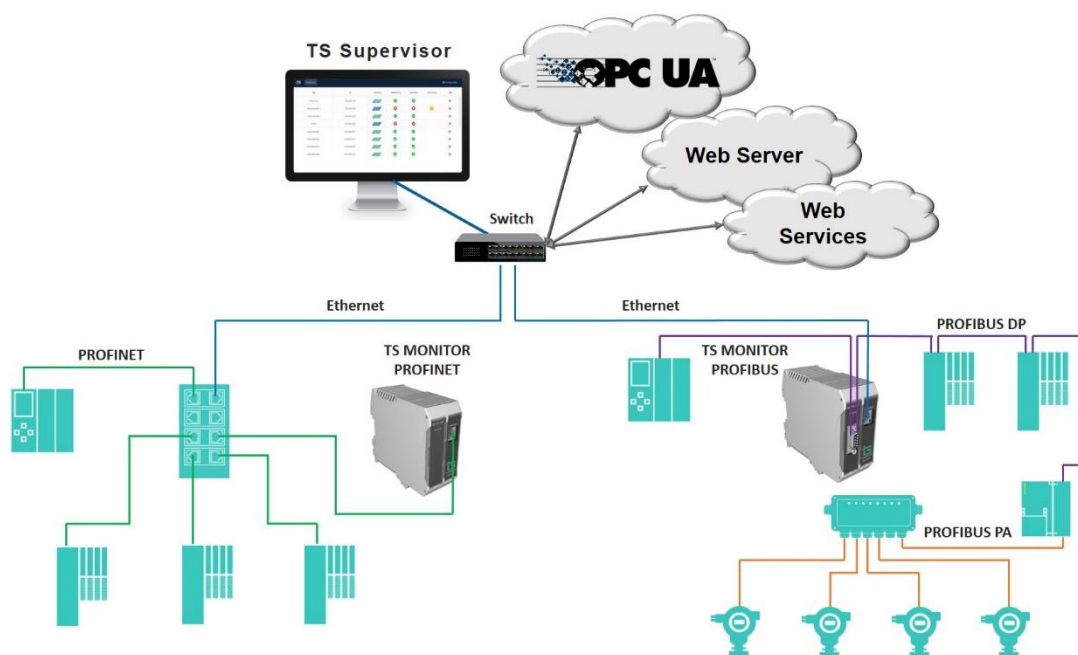 TS Supervisor
OPC UA
Web Server
Web
Services
Switch
Ethernet
Ethernet
PROFINET
TS MONITOR
PROFINET
TS MONITOR
PROFIBUS
PROFIBUS DP
PROFIBUS PA